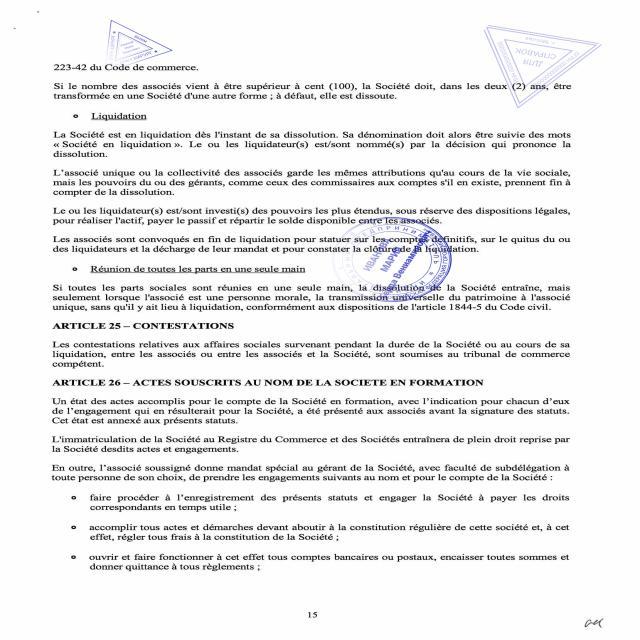 ДЛЯ
СПРАВОК
223-42 du Code de commerce.
Si le nombre des associés vient à être supérieur à cent (100), la Société doit, dans les deux (2) ans, être
transformée en une Société d'une autre forme ; à défaut, elle est dissoute.
• Liquidation
La Société est en liquidation dès l'instant de sa dissolution. Sa dénomination doit alors être suivie des mots
« Société en liquidation ». Le ou les liquidateur(s) est/sont nommé(s) par la décision qui prononce la
dissolution.
L'associé unique ou la collectivité des associés garde les mêmes attributions qu'au cours de la vie sociale,
mais les pouvoirs du ou des gérants, comme ceux des commissaires aux comptes s'il en existe, prennent fin à
compter de la dissolution.
Le ou les liquidateur(s) est/sont investi(s) des pouvoirs les plus étendus, sous réserve des dispositions légales,
pour réaliser l'actif, payer le passif et répartir le solde disponible entre les associés.
Les associés sont convoqués en fin de liquidation pour statuer sur les comptes définitifs, sur le quitus du ou
des liquidateurs et la décharge de leur mandat et pour constater la clôture de la liquidation.
• Réunion de toutes les parts en une seule main
Si toutes les parts sociales sont réunies en une seule main, la dissolution de la Société entraîne, mais
seulement lorsque l'associé est une personne morale, la transmission universelle du patrimoine à l'associé
unique, sans qu'il y ait lieu à liquidation, conformément aux dispositions de l'article 1844-5 du Code civil.
ARTICLE 25 – CONTESTATIONS
Les contestations relatives aux affaires sociales survenant pendant la durée de la Société ou au cours de sa
liquidation, entre les associés ou entre les associés et la Société, sont soumises au tribunal de commerce
compétent.
ARTICLE 26 – ACTES SOUSCRITS AU NOM DE LA SOCIETE EN FORMATION
Un état des actes accomplis pour le compte de la Société en formation, avec l'indication pour chacun d'eux
de l'engagement qui en résulterait pour la Société, a été présenté aux associés avant la signature des statuts.
Cet état est annexé aux présents statuts.
L'immatriculation de la Société au Registre du Commerce et des Sociétés entraînera de plein droit reprise par
la Société desdits actes et engagements.
En outre, l'associé soussigné donne mandat spécial au gérant de la Société, avec faculté de subdélégation à
toute personne de son choix, de prendre les engagements suivants au nom et pour le compte de la Société :
• faire procéder à l'enregistrement des présents statuts et engager la Société à payer les droits
correspondants en temps utile ;
• accomplir tous actes et démarches devant aboutir à la constitution régulière de cette société et, à cet
effet, régler tous frais à la constitution de la Société ;
• ouvrir et faire fonctionner à cet effet tous comptes bancaires ou postaux, encaisser toutes sommes et
donner quittance à tous règlements ;
15